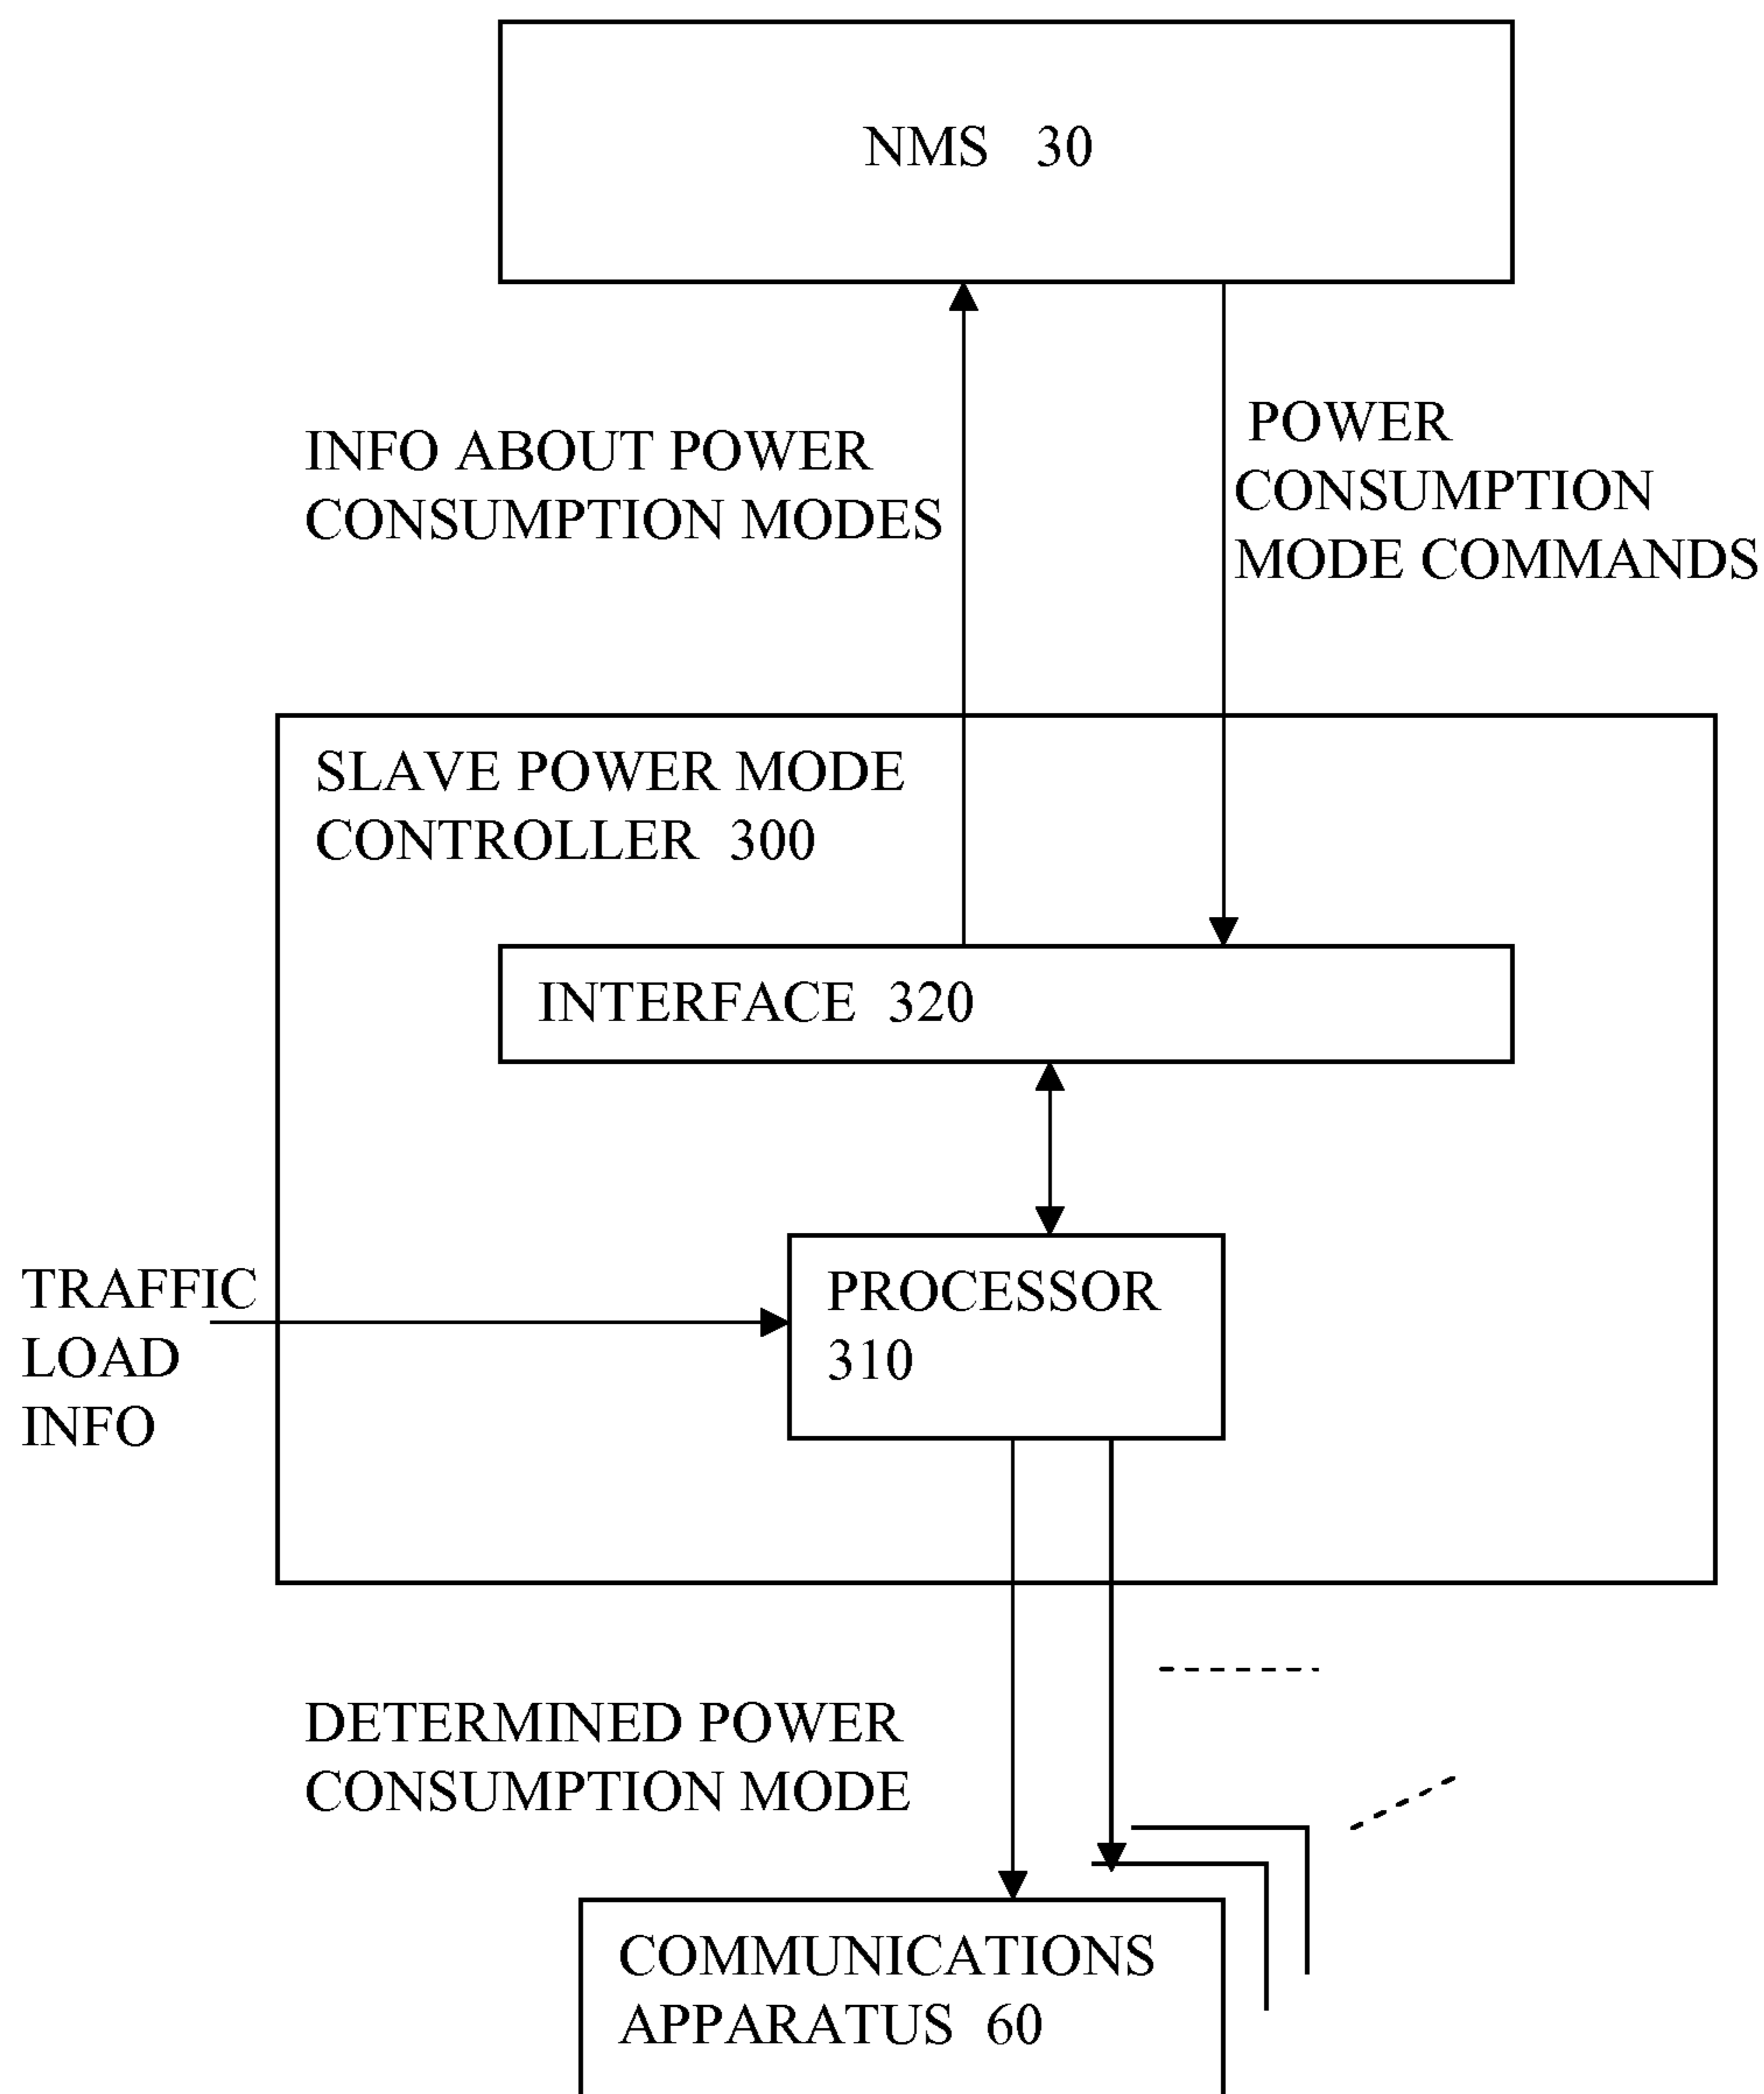 NMS 30
INFO ABOUT POWER
CONSUMPTION MODES
POWER
CONSUMPTION
MODE COMMANDS
SLAVE POWER MODE
CONTROLLER 300
INTERFACE 320
TRAFFIC
LOAD
INFO
PROCESSOR
310
DETERMINED POWER
CONSUMPTION MODE
COMMUNICATIONS
APPARATUS 60